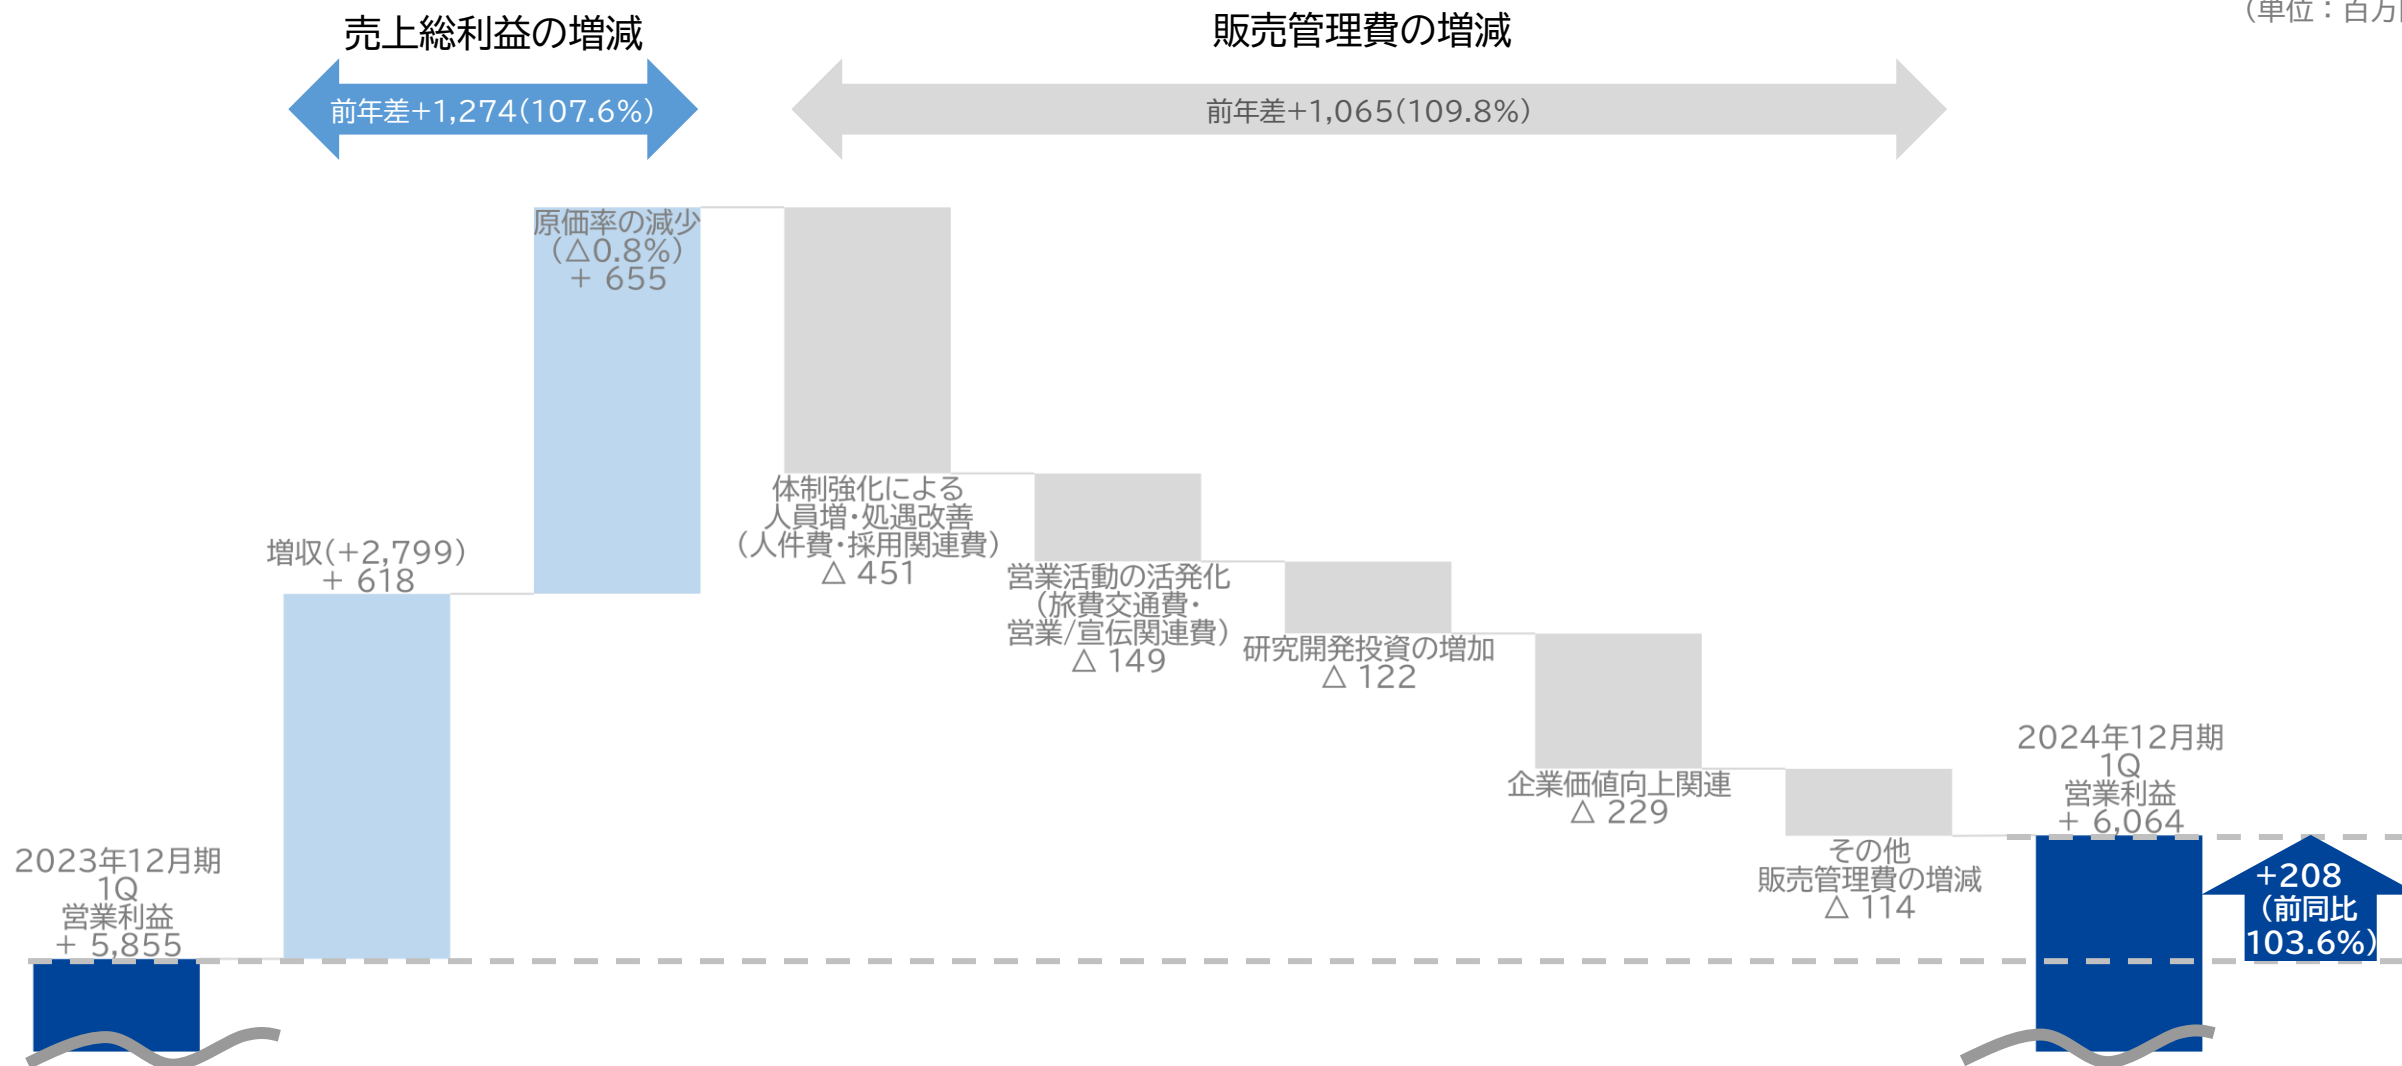 売上総利益の増減
販売管理費の増減
(単位：百万
前年差+1,274(107.6%)
前年差+1,065(109.8%)
原価率の減少
(△0.8%)
+ 655
増収(+2,799)
+ 618
体制強化による
人員増・処遇改善
(人件費・採用関連費)
△ 451
営業活動の活発化
(旅費交通費・
営業/宣伝関連費)
△ 149
研究開発投資の増加
△ 122
企業価値向上関連
△ 229
その他
販売管理費の増減
△ 114
2023年12月期
1Q
営業利益
+ 5,855
2024年12月期
1Q
営業利益
+ 6,064
+208
(前同比
103.6%)